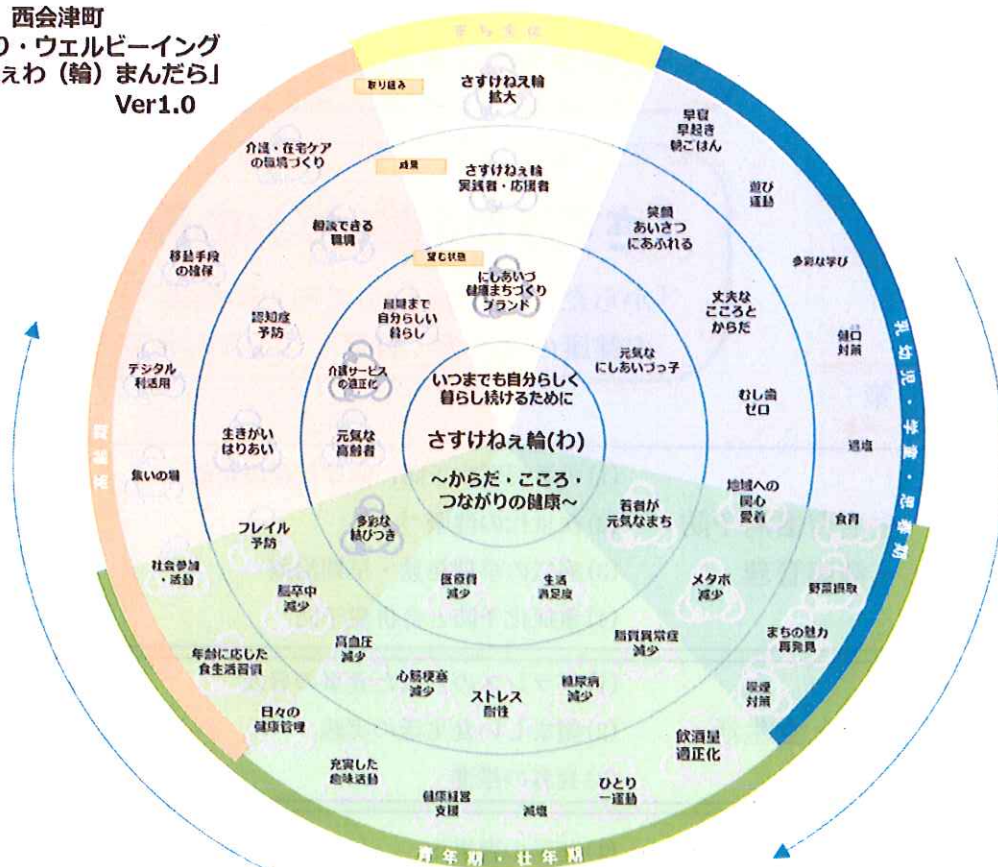 西会津町
り・ウェルビーイング
ぇわ（輪）まんだら」
Ver1.0
取り組み
さすけねえ輪
拡大
成果
さすけねぇ輪
実践者・応援者
望む状態
にしあいづ
健康まちづくり
ブランド
いつまでも自分らしく
暮らし続けるために
さすけねぇ輪(わ)
～からだ・こころ・
つながりの健康～
早寝
早起き
朝ごはん
遊び
運動
多彩な学び
健口
対策
適塩
食育
野菜摂取
まちの魅力
再発見
喫煙
対策
笑顔
あいさつ
にあふれる
丈夫な
こころと
からだ
むし歯
ゼロ
地域への
関心
愛着
元気な
にしあいづっ子
若者が
元気なまち
乳幼児・学童・思春期
メタボ
減少
脂質異常症
減少
糖尿病
減少
ストレス
耐性
心筋梗塞
減少
高血圧
減少
脳卒中
減少
医療費
減少
生活
満足度
飲酒量
適正化
ひとり
一運動
減塩
健康経営
支援
充実した
趣味活動
日々の
健康管理
年齢に応じた
食生活習慣
青年期・壮年期
社会参加
・活動
集いの場
デジタル
利活用
移動手段
の確保
介護・在宅ケア
の環境づくり
相談できる
環境
認知症
予防
生きがい
はりあい
フレイル
予防
最期まで
自分らしい
暮らし
介護サービス
の適正化
元気な
高齢者
多彩な
結びつき
高齢期